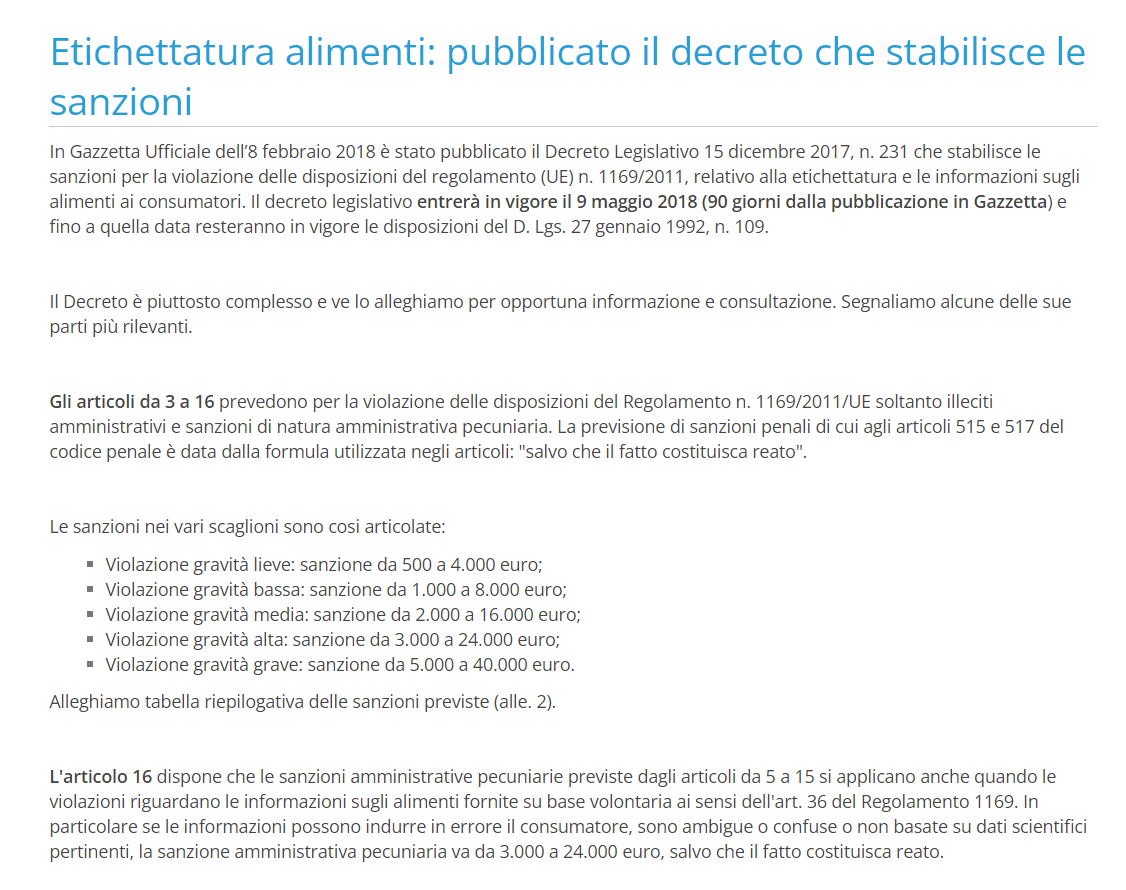 Etichettatura alimenti: pubblicato il decreto che stabilisce le
sanzioni
In Gazzetta Ufficiale dell’8 febbraio 2018 è stato pubblicato il Decreto Legislativo 15 dicembre 2017, n. 231 che stabilisce le
sanzioni per la violazione delle disposizioni del regolamento (UE) n. 1169/2011, relativo alla etichettatura e le informazioni sugli
alimenti ai consumatori. Il decreto legislativo entrerà in vigore il 9 maggio 2018 (90 giorni dalla pubblicazione in Gazzetta) e
fino a quella data resteranno in vigore le disposizioni del D. Lgs. 27 gennaio 1992, n. 109.
Il Decreto è piuttosto complesso e ve lo alleghiamo per opportuna informazione e consultazione. Segnaliamo alcune delle sue
parti più rilevanti.
Gli articoli da 3 a 16 prevedono per la violazione delle disposizioni del Regolamento n. 1169/2011/UE soltanto illeciti
amministrativi e sanzioni di natura amministrativa pecuniaria. La previsione di sanzioni penali di cui agli articoli 515 e 517 del
codice penale è data dalla formula utilizzata negli articoli: "salvo che il fatto costituisca reato".
Le sanzioni nei vari scaglioni sono cosi articolate:
▪ Violazione gravità lieve: sanzione da 500 a 4.000 euro;
▪ Violazione gravità bassa: sanzione da 1.000 a 8.000 euro;
▪ Violazione gravità media: sanzione da 2.000 a 16.000 euro;
▪ Violazione gravità alta: sanzione da 3.000 a 24.000 euro;
▪ Violazione gravità grave: sanzione da 5.000 a 40.000 euro.
Alleghiamo tabella riepilogativa delle sanzioni previste (alle. 2).
L'articolo 16 dispone che le sanzioni amministrative pecuniarie previste dagli articoli da 5 a 15 si applicano anche quando le
violazioni riguardano le informazioni sugli alimenti fornite su base volontaria ai sensi dell'art. 36 del Regolamento 1169. In
particolare se le informazioni possono indurre in errore il consumatore, sono ambigue o confuse o non basate su dati scientifici
pertinenti, la sanzione amministrativa pecuniaria va da 3.000 a 24.000 euro, salvo che il fatto costituisca reato.